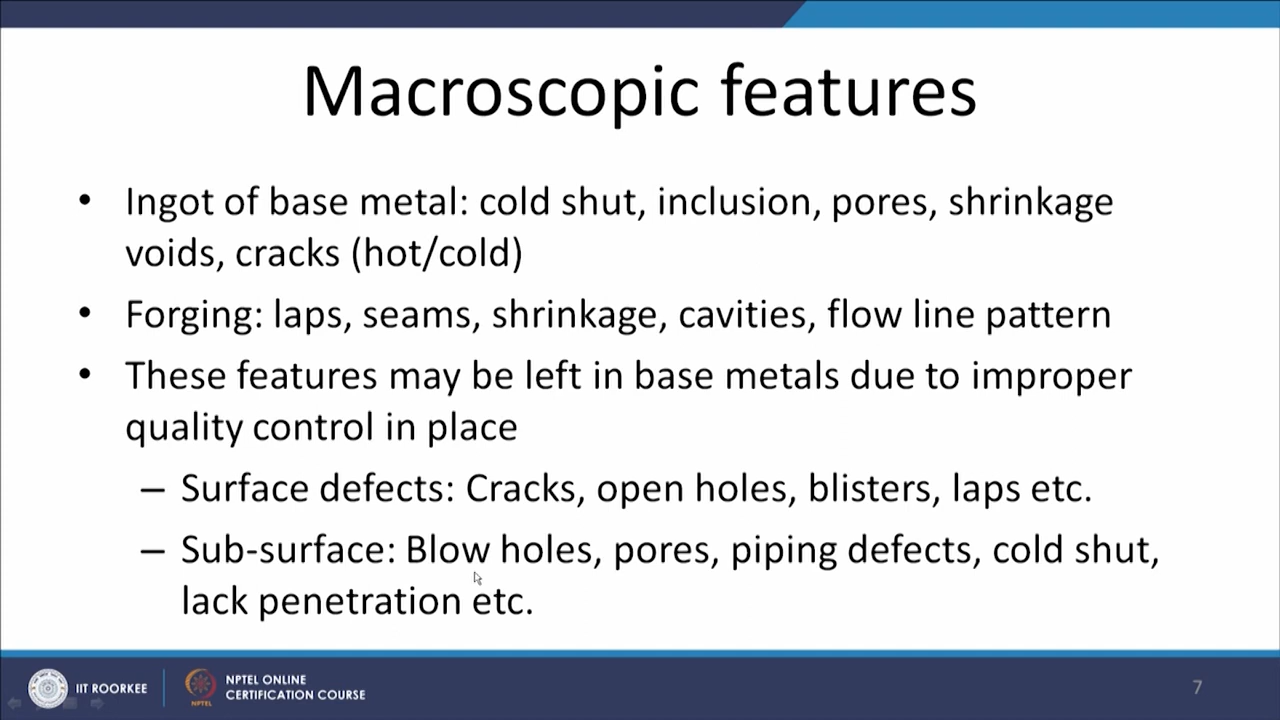 Macroscopic features
• Ingot of base metal: cold shut, inclusion, pores, shrinkage
voids, cracks (hot/cold)
• Forging: laps, seams, shrinkage, cavities, flow line pattern
• These features may be left in base metals due to improper
quality control in place
– Surface defects: Cracks, open holes, blisters, laps etc.
– Sub-surface: Blow holes, pores, piping defects, cold shut,
lack penetration etc.
IIT ROORKEE
NPTEL
NPTEL ONLINE
CERTIFICATION COURSE
7